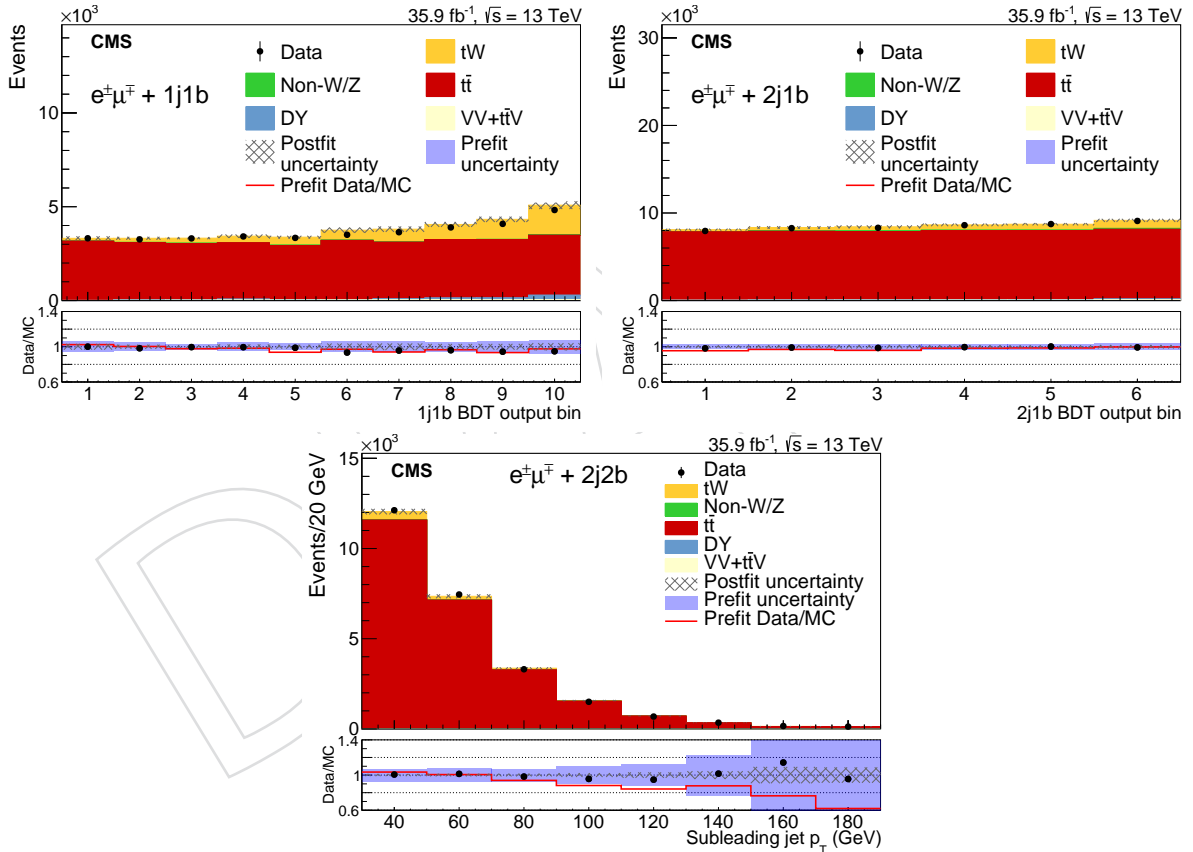 ×10³ 35.9 fb⁻¹, √s = 13 TeV
Events
CMS
Data
tW
Non-W/Z
tt̄
e±μ∓ + 1j1b
DY
VV+tt̄V
Postfit uncertainty
Prefit uncertainty
Prefit Data/MC
10
5
0
Data/MC
1.4
1
0.6
1 2 3 4 5 6 7 8 9 10
1j1b BDT output bin
×10³ 35.9 fb⁻¹, √s = 13 TeV
Events
CMS
Data
tW
Non-W/Z
tt̄
e±μ∓ + 2j1b
DY
VV+tt̄V
Postfit uncertainty
Prefit uncertainty
Prefit Data/MC
30
20
10
0
Data/MC
1.4
1
0.6
1 2 3 4 5 6
2j1b BDT output bin
×10³ 35.9 fb⁻¹, √s = 13 TeV
Events/20 GeV
CMS
e±μ∓ + 2j2b
Data
tW
Non-W/Z
tt̄
DY
VV+tt̄V
Postfit uncertainty
Prefit uncertainty
Prefit Data/MC
15
10
5
0
Data/MC
1.4
1
0.6
40 60 80 100 120 140 160 180
Subleading jet p_T (GeV)